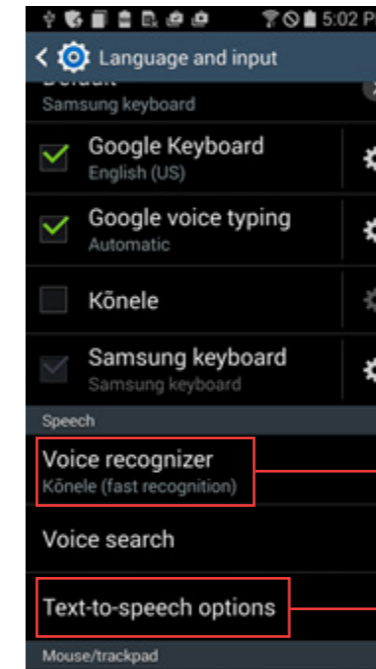 5:02 P
Language and input
Default
Samsung keyboard
Google Keyboard
English (US)
Google voice typing
Automatic
Kõnele
Samsung keyboard
Samsung keyboard
Speech
Voice recognizer
Kõnele (fast recognition)
Voice search
Text-to-speech options
Mouse/trackpad